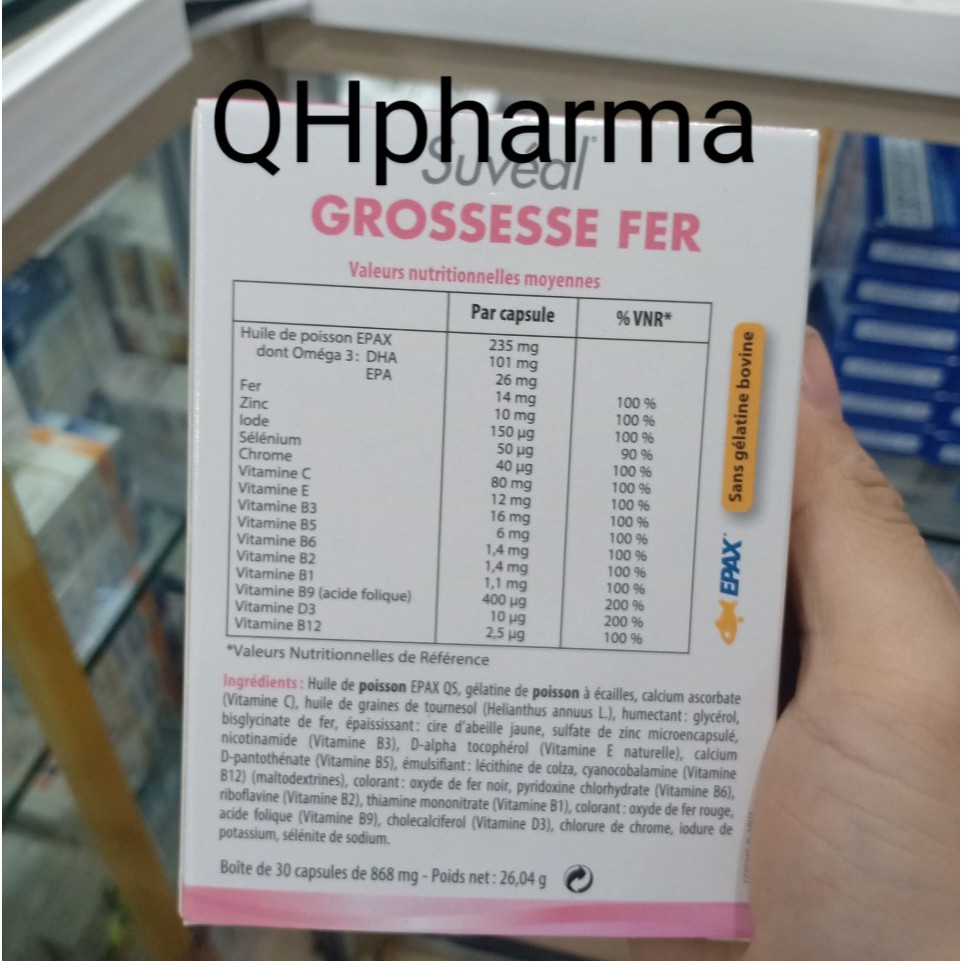 QHpharma
Suvéal
GROSSESSE FER
Valeurs nutritionnelles moyennes
Par capsule % VNR*
Huile de poisson EPAX 235 mg
dont Oméga 3 : DHA 101 mg
EPA 26 mg
Fer 14 mg 100 %
Zinc 10 mg 100 %
Iode 150 µg 100 %
Sélénium 50 µg 90 %
Chrome 40 µg 100 %
Vitamine C 80 mg 100 %
Vitamine E 12 mg 100 %
Vitamine B3 16 mg 100 %
Vitamine B5 6 mg 100 %
Vitamine B6 1,4 mg 100 %
Vitamine B2 1,4 mg 100 %
Vitamine B1 1,1 mg 100 %
Vitamine B9 (acide folique) 400 µg 200 %
Vitamine D3 10 µg 200 %
Vitamine B12 2,5 µg 100 %
*Valeurs Nutritionnelles de Référence
Ingrédients : Huile de poisson EPAX QS, gélatine de poisson à écailles, calcium ascorbate
(Vitamine C), huile de graines de tournesol (Helianthus annuus L.), humectant : glycérol,
bisglycinate de fer, épaississant : cire d'abeille jaune, sulfate de zinc microencapsulé,
nicotinamide (Vitamine B3), D-alpha tocophérol (Vitamine E naturelle), calcium
D-pantothénate (Vitamine B5), émulsifiant : lécithine de colza, cyanocobalamine (Vitamine
B12) (maltodextrines), colorant : oxyde de fer noir, pyridoxine chlorhydrate (Vitamine B6),
riboflavine (Vitamine B2), thiamine mononitrate (Vitamine B1), colorant : oxyde de fer rouge,
acide folique (Vitamine B9), cholecalciferol (Vitamine D3), chlorure de chrome, iodure de
potassium, sélénite de sodium.
Boîte de 30 capsules de 868 mg - Poids net : 26,04 g
Sans gélatine bovine
EPAX